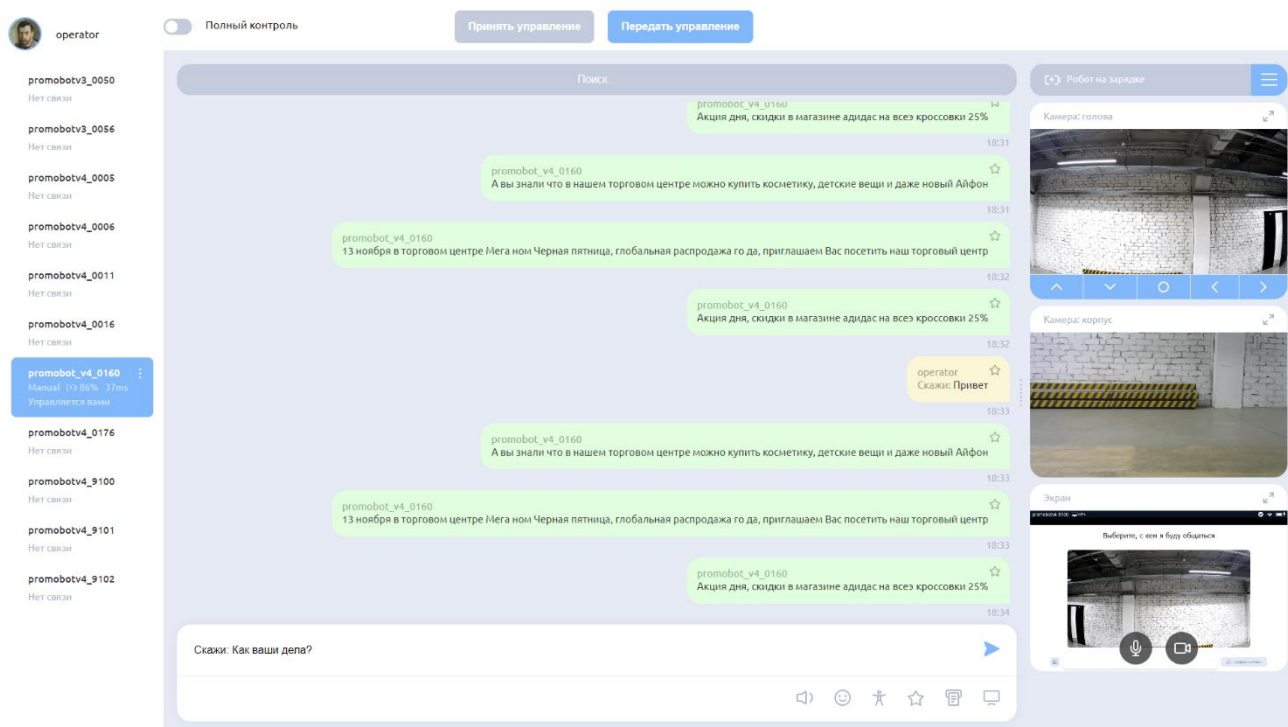 operator
Полный контроль
Принять управление
Передать управление
promobotv3_0050
Нет связи
promobotv3_0056
Нет связи
promobotv4_0005
Нет связи
promobotv4_0006
Нет связи
promobotv4_0011
Нет связи
promobotv4_0016
Нет связи
promobot_v4_0160
Manual 86% 37ms
Управляется вами
promobotv4_0176
Нет связи
promobotv4_9100
Нет связи
promobotv4_9101
Нет связи
promobotv4_9102
Нет связи
Поиск
promobot_v4_0160
Акция дня, скидки в магазине адидас на всеэ кроссовки 25%
18:31
promobot_v4_0160
А вы знали что в нашем торговом центре можно купить косметику, детские вещи и даже новый Айфон
18:31
promobot_v4_0160
13 ноября в торговом центре Мега ном Черная пятница, глобальная распродажа го да, приглашаем Вас посетить наш торговый центр
18:32
promobot_v4_0160
Акция дня, скидки в магазине адидас на всеэ кроссовки 25%
18:32
operator
Скажи: Привет
18:33
promobot_v4_0160
А вы знали что в нашем торговом центре можно купить косметику, детские вещи и даже новый Айфон
18:33
promobot_v4_0160
13 ноября в торговом центре Мега ном Черная пятница, глобальная распродажа го да, приглашаем Вас посетить наш торговый центр
18:33
promobot_v4_0160
Акция дня, скидки в магазине адидас на всеэ кроссовки 25%
18:34
Скажи: Как ваши дела?
Робот на зарядке
Камера: голова
Камера: корпус
Экран
Выберите, с кем я буду общаться